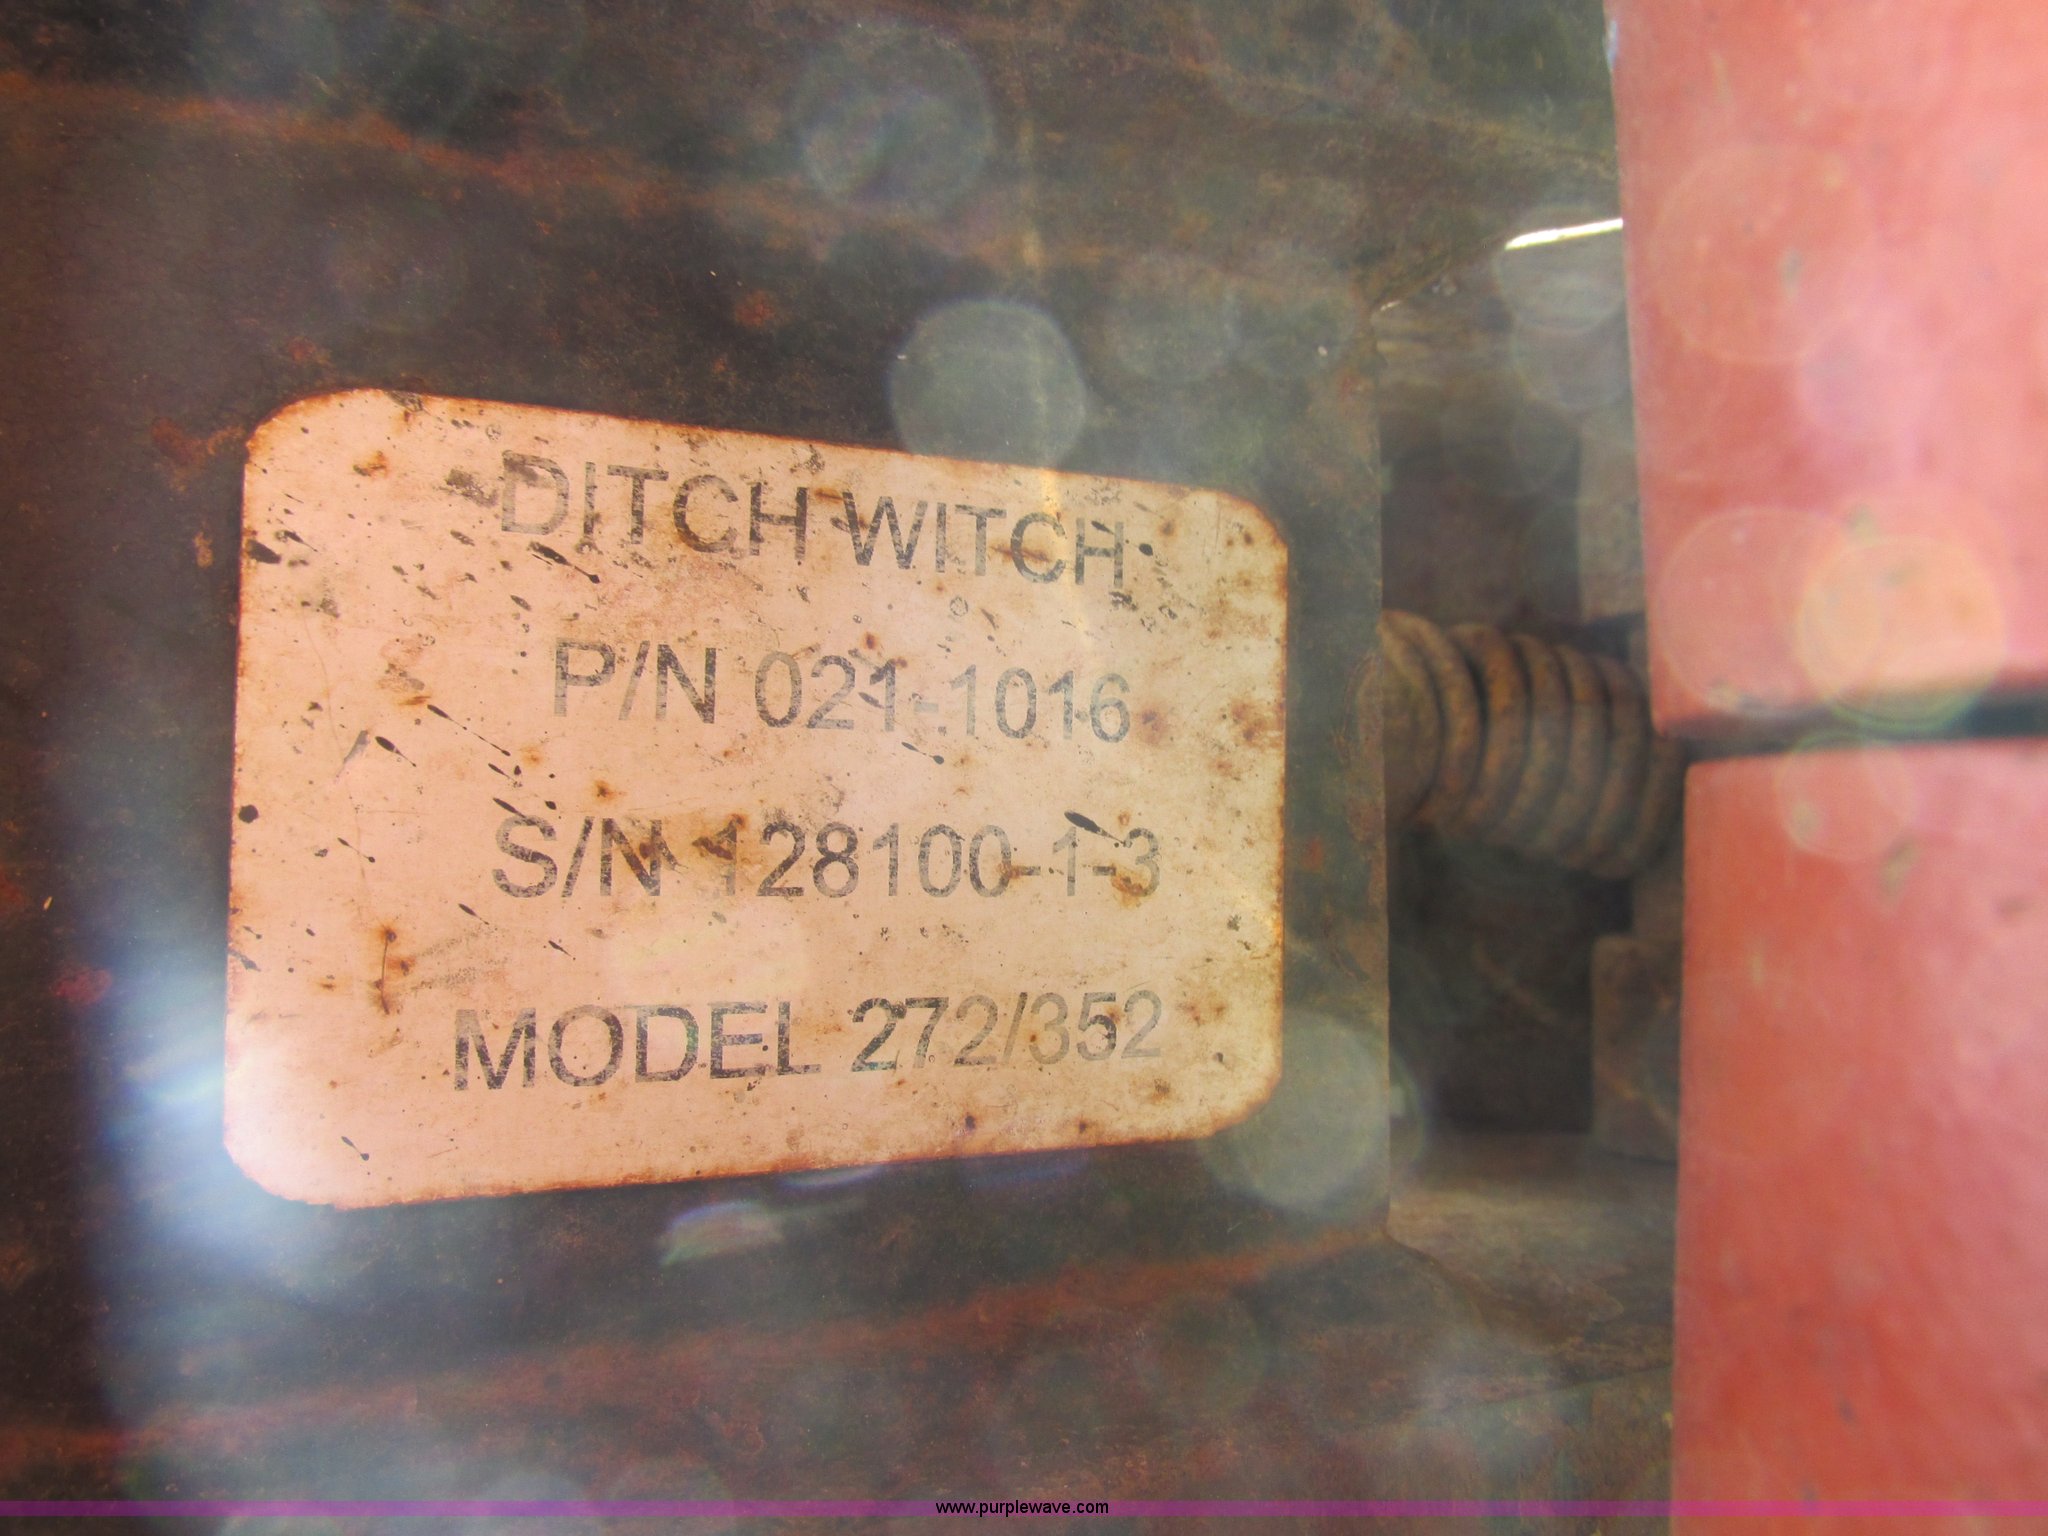 DITCH WITCH
P/N 021-1016
S/N 128100-1-3
MODEL 272/352
www.purplewave.com